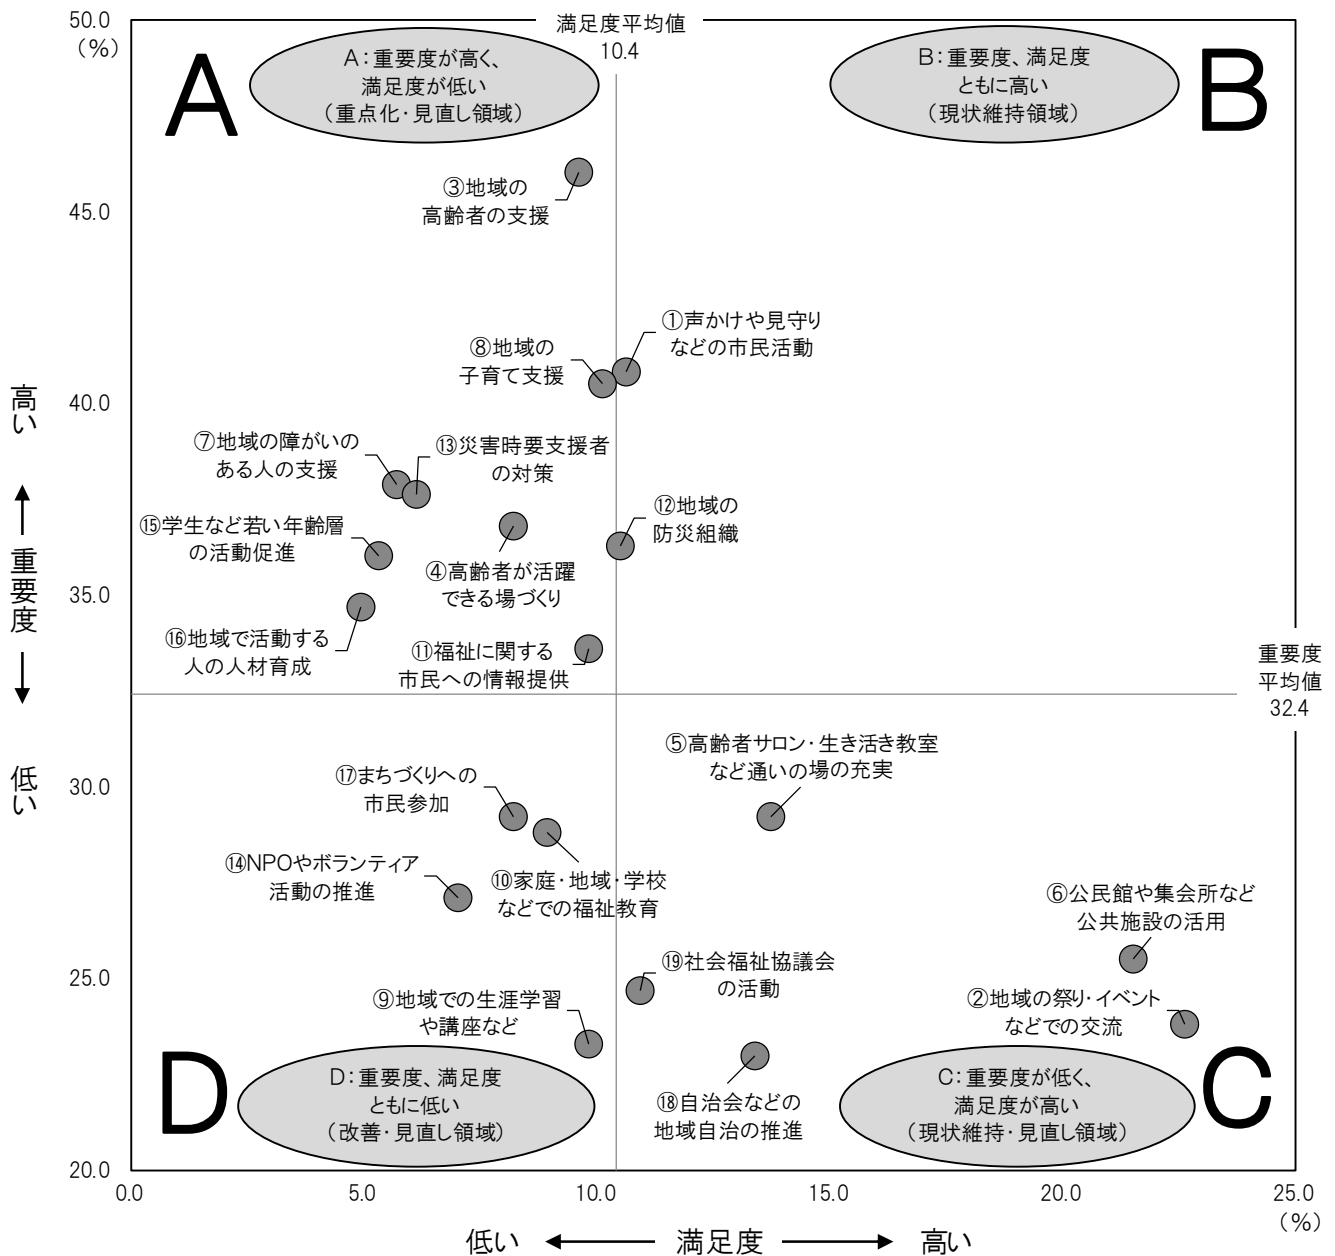 50.0
（%）
満足度平均値
10.4
A
A：重要度が高く、
満足度が低い
（重点化・見直し領域）
B：重要度、満足度
ともに高い
（現状維持領域）
B
③地域の
高齢者の支援
45.0
①声かけや見守り
などの市民活動
⑧地域の
子育て支援
40.0
⑦地域の障がいの
ある人の支援
⑬災害時要支援者
の対策
⑮学生など若い年齢層
の活動促進
⑫地域の
防災組織
④高齢者が活躍
できる場づくり
35.0
⑯地域で活動する
人の人材育成
⑪福祉に関する
市民への情報提供
高い
重要度
低い
重要度
平均値
32.4
⑤高齢者サロン・生き活き教室
など通いの場の充実
30.0
⑰まちづくりへの
市民参加
⑭NPOやボランティア
活動の推進
⑩家庭・地域・学校
などでの福祉教育
⑥公民館や集会所など
公共施設の活用
25.0
⑲社会福祉協議会
の活動
⑨地域での生涯学習
や講座など
②地域の祭り・イベント
などでの交流
D
D：重要度、満足度
ともに低い
（改善・見直し領域）
⑱自治会などの
地域自治の推進
C：重要度が低く、
満足度が高い
（現状維持・見直し領域）
C
20.0
0.0
5.0
10.0
15.0
20.0
25.0
（%）
低い
満足度
高い